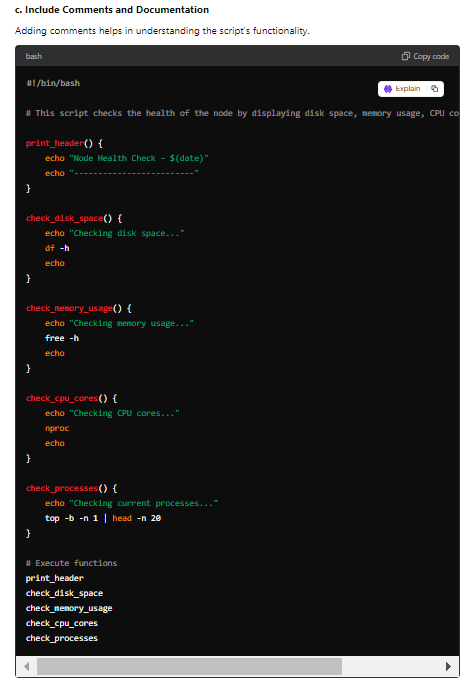 c. Include Comments and Documentation
Adding comments helps in understanding the script's functionality.
bash
Copy code
#!/bin/bash
Explain
# This script checks the health of the node by displaying disk space, memory usage, CPU co
print_header() {
echo "Node Health Check - $(date)"
echo "-------------------------"
}
check_disk_space() {
echo "Checking disk space..."
df -h
echo
}
check_memory_usage() {
echo "Checking memory usage..."
free -h
echo
}
check_cpu_cores() {
echo "Checking CPU cores..."
nproc
echo
}
check_processes() {
echo "Checking current processes..."
top -b -n 1 | head -n 20
}
# Execute functions
print_header
check_disk_space
check_memory_usage
check_cpu_cores
check_processes